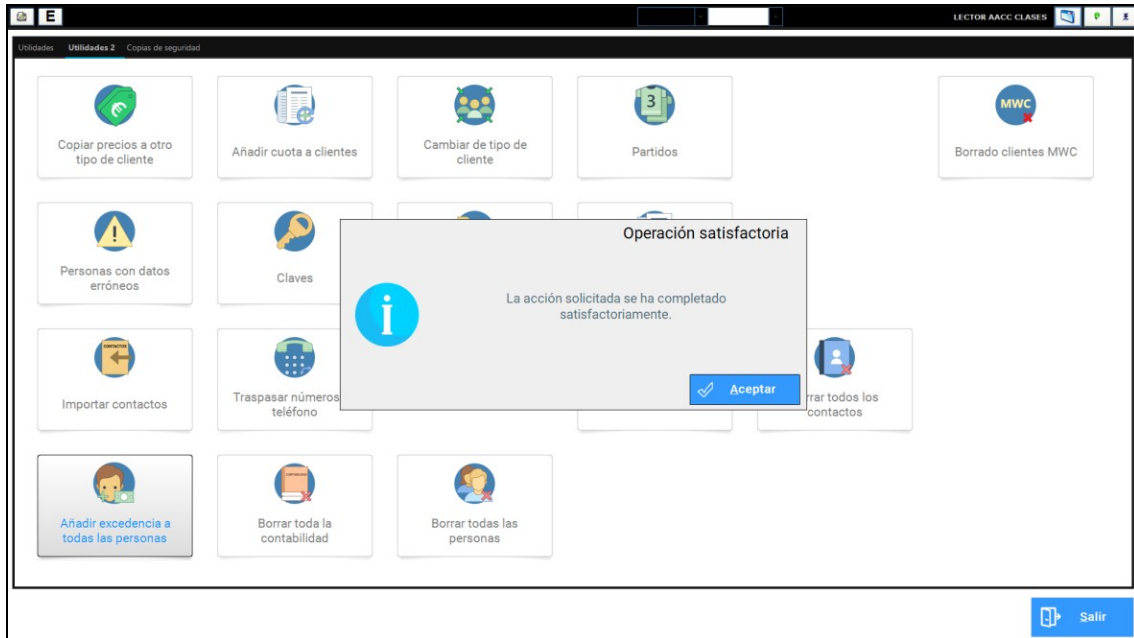 E
LECTOR AACC CLASES
Utilidades Utilidades 2 Copias de seguridad
Copiar precios a otro
tipo de cliente
Añadir cuota a clientes
Cambiar de tipo de
cliente
3
Partidos
MWC
Borrado clientes MWC
Personas con datos
erróneos
Claves
Operación satisfactoria
La acción solicitada se ha completado
satisfactoriamente.
Aceptar
CONTACTOS
Importar contactos
Traspasar números
teléfono
todos los
contactos
Añadir excedencia a
todas las personas
Borrar toda la
contabilidad
Borrar todas las
personas
Salir